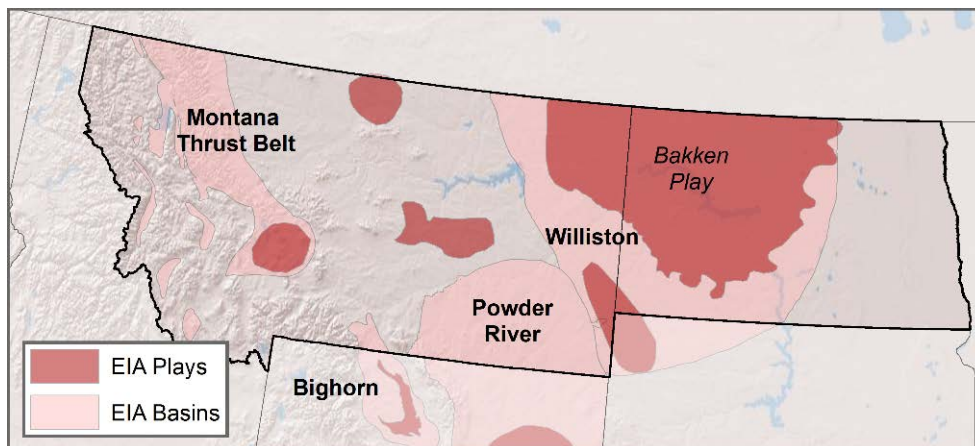 Montana
Thrust Belt
Bakken
Play
Williston
Powder
River
Bighorn
EIA Plays
EIA Basins